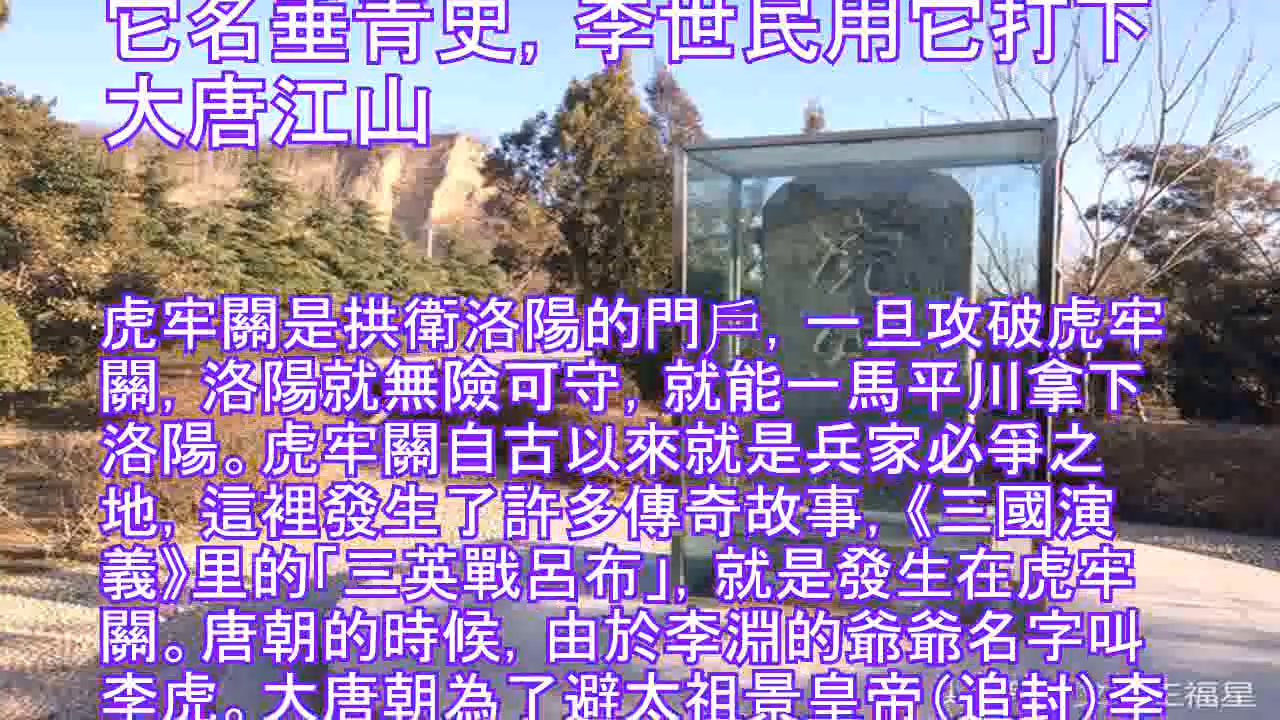 它名垂青史, 李世民用它打下
大唐江山
虎牢關是拱衛洛陽的門戶, 一旦攻破虎牢
關, 洛陽就無險可守, 就能一馬平川拿下
洛陽。虎牢關自古以來就是兵家必爭之
地, 這裡發生了許多傳奇故事, 《三國演
義》里的「三英戰呂布」, 就是發生在虎牢
關。唐朝的時候, 由於李淵的爺爺名字叫
李虎。大唐朝為了避太祖景皇帝(追封)李
三福星